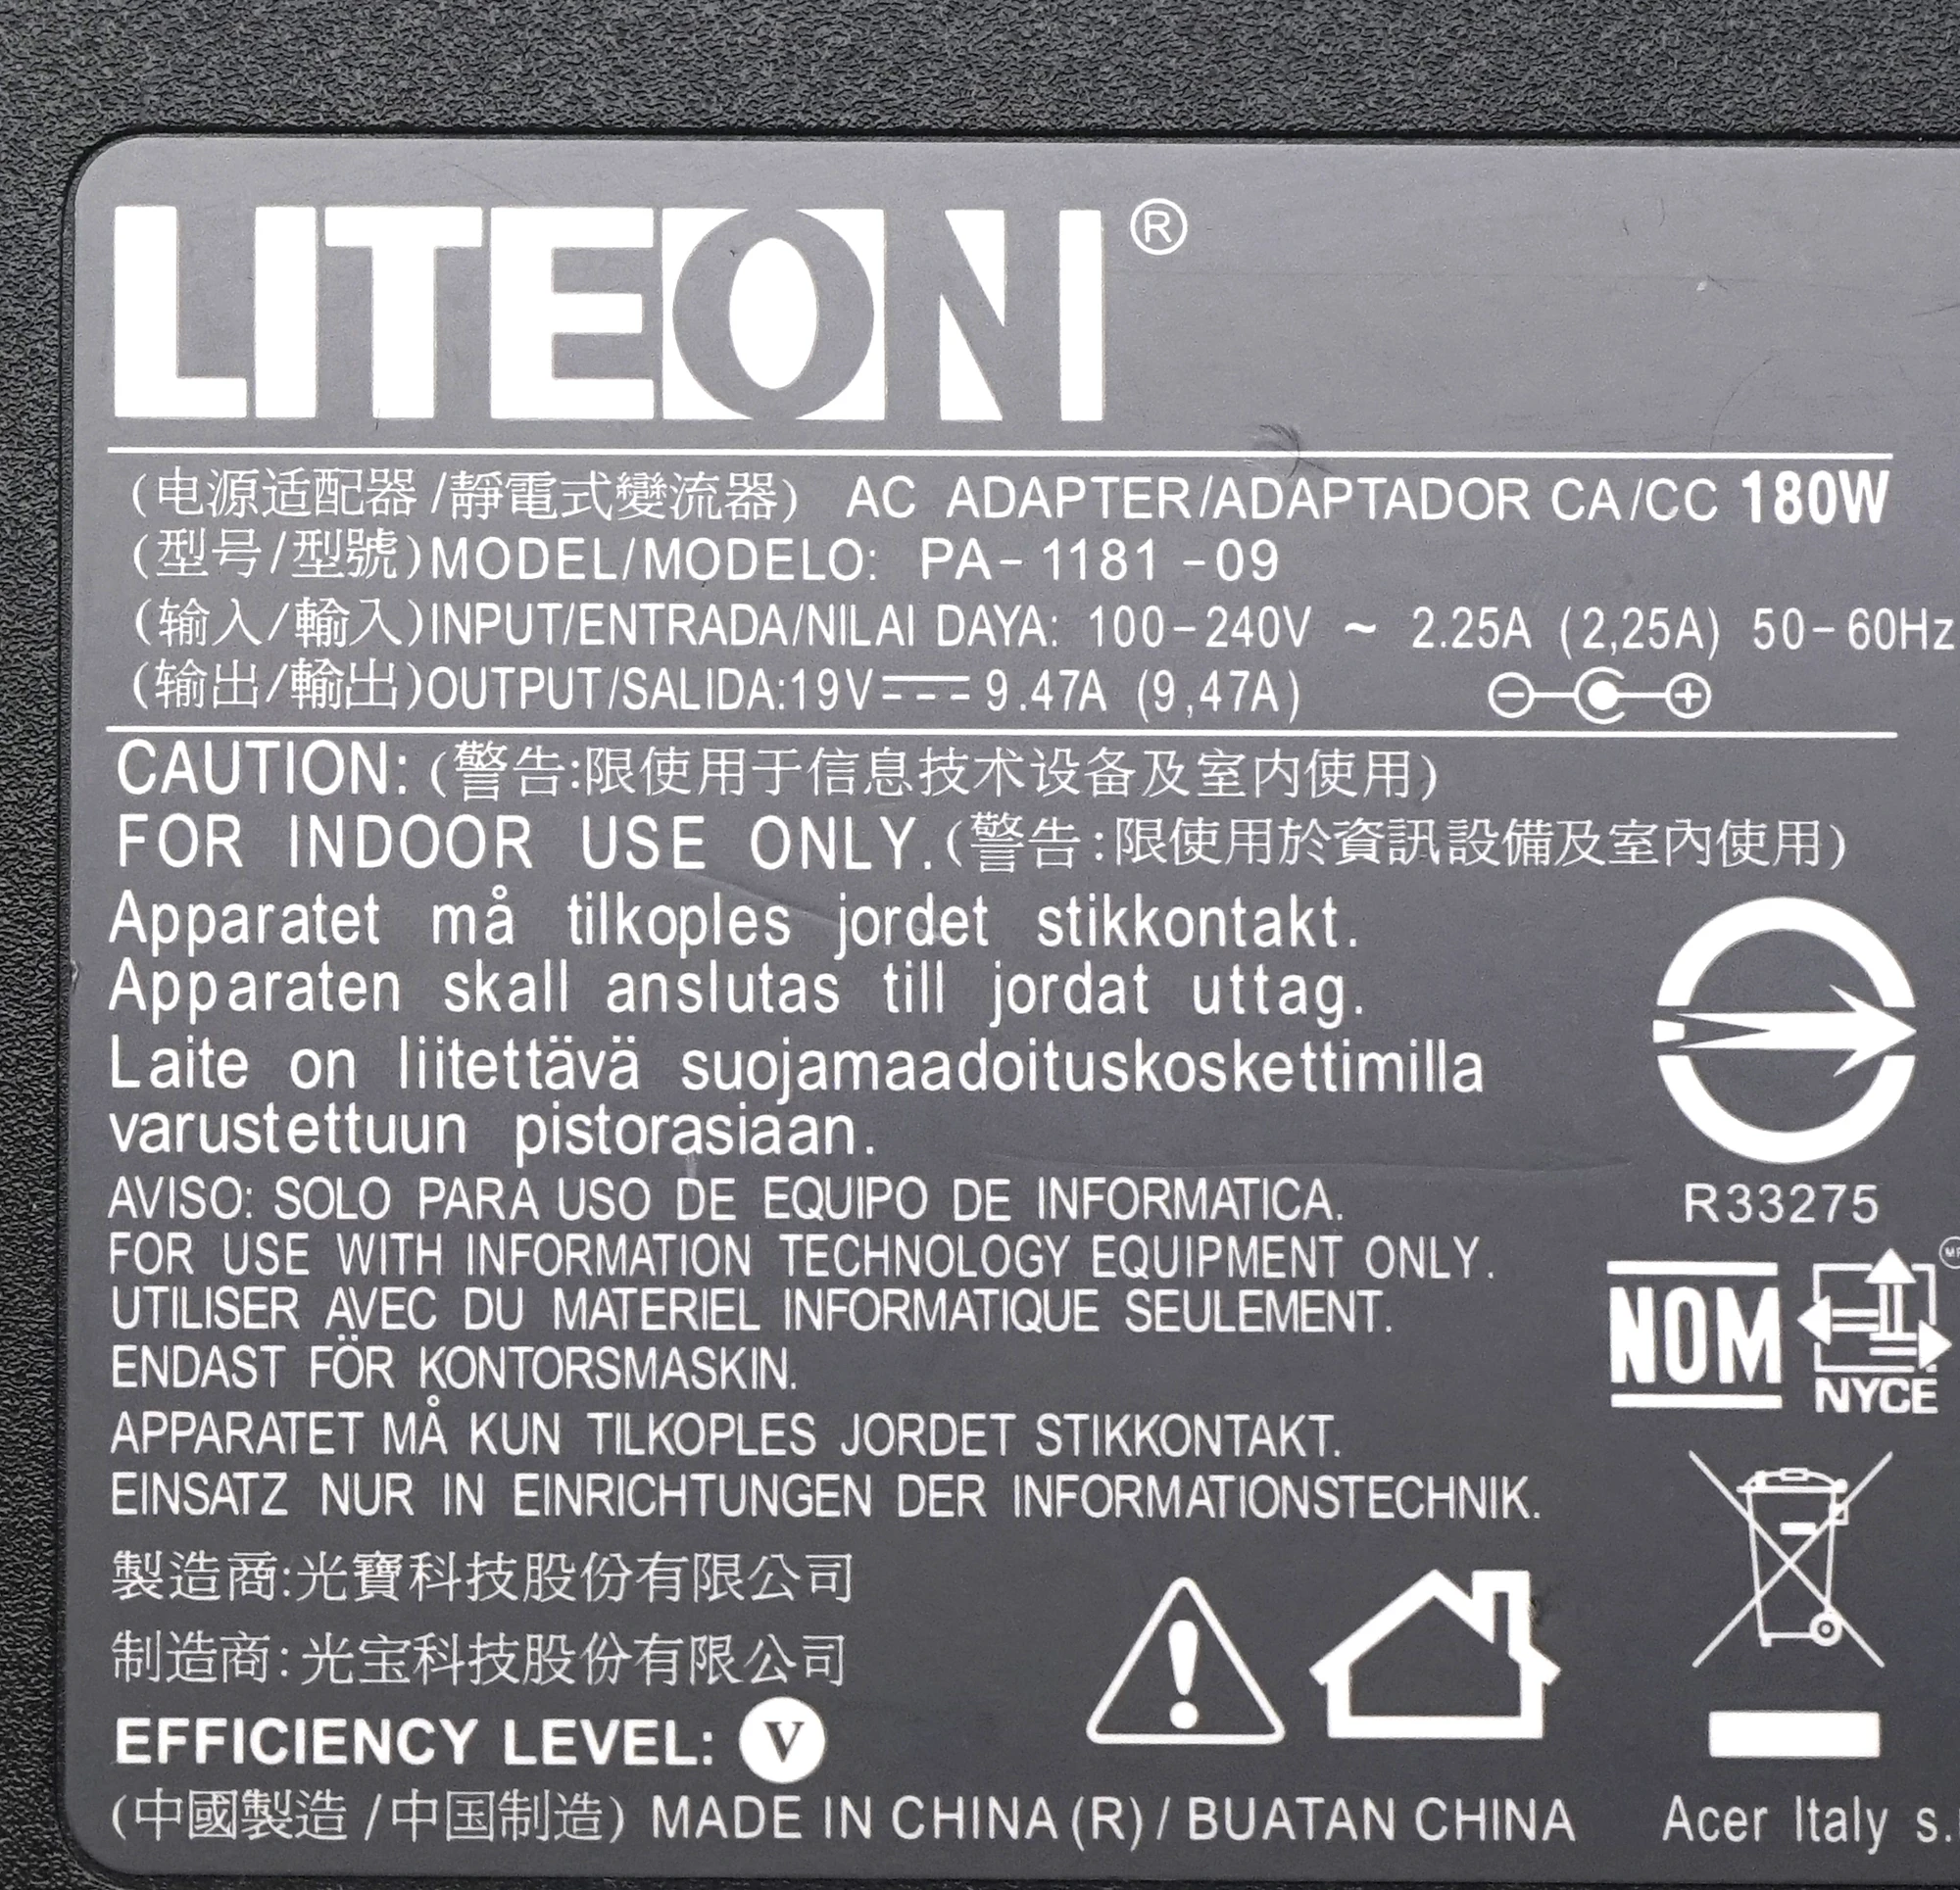 LITEON®
(电源适配器/靜電式變流器) AC ADAPTER/ADAPTADOR CA/CC 180W
(型号/型號)MODEL/MODELO: PA-1181-09
(输入/輸入)INPUT/ENTRADA/NILAI DAYA: 100-240V ~ 2.25A (2,25A) 50-60Hz
(输出/輸出)OUTPUT/SALIDA:19V⎓9.47A (9,47A)
CAUTION: (警告:限使用于信息技术设备及室内使用)
FOR INDOOR USE ONLY.(警告:限使用於資訊設備及室內使用)
Apparatet må tilkoples jordet stikkontakt.
Apparaten skall anslutas till jordat uttag.
Laite on liitettävä suojamaadoituskoskettimilla
varustettuun pistorasiaan.
R33275
AVISO: SOLO PARA USO DE EQUIPO DE INFORMATICA.
FOR USE WITH INFORMATION TECHNOLOGY EQUIPMENT ONLY.
UTILISER AVEC DU MATERIEL INFORMATIQUE SEULEMENT.
ENDAST FÖR KONTORSMASKIN.
NOM
NYCE
APPARATET MÅ KUN TILKOPLES JORDET STIKKONTAKT.
EINSATZ NUR IN EINRICHTUNGEN DER INFORMATIONSTECHNIK.
製造商:光寶科技股份有限公司
制造商:光宝科技股份有限公司
EFFICIENCY LEVEL: V
(中國製造/中国制造) MADE IN CHINA(R)/ BUATAN CHINA
Acer Italy s.